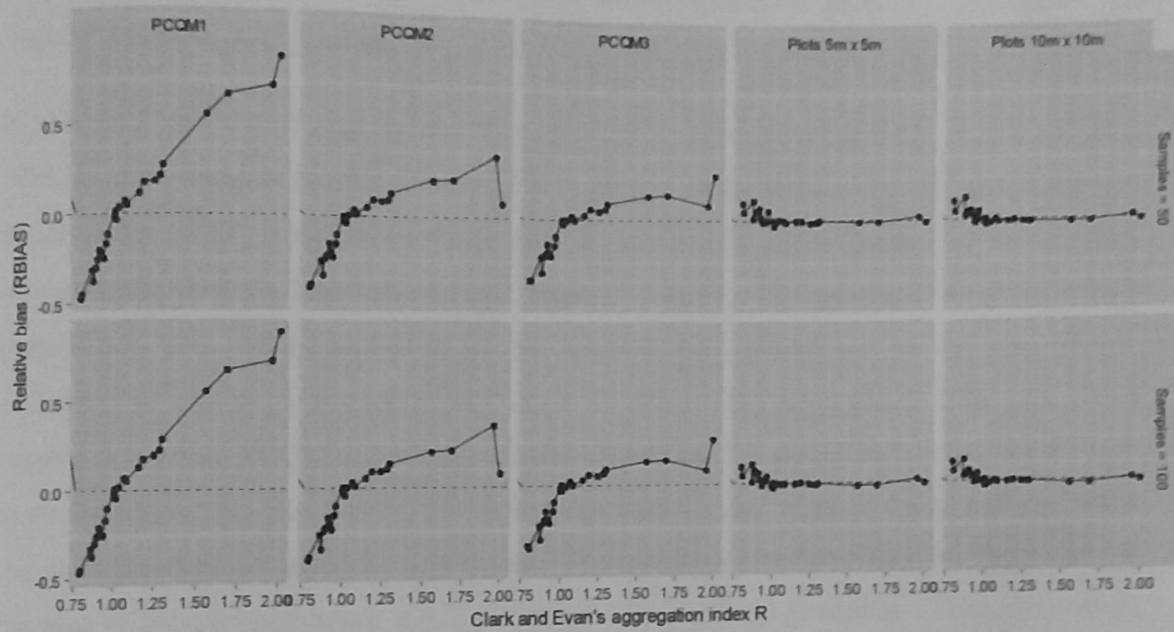 PCQM1 PCQM2 PCQM3 Plots 5m x 5m Plots 10m x 10m
0.5
0.0
-0.5
Samples = 50
Relative bias (RBIAS)
0.5
0.0
-0.5
Samples = 100
0.75 1.00 1.25 1.50 1.75 2.00 0.75 1.00 1.25 1.50 1.75 2.00 0.75 1.00 1.25 1.50 1.75 2.00 0.75 1.00 1.25 1.50 1.75 2.00 0.75 1.00 1.25 1.50 1.75 2.00
Clark and Evan's aggregation index R